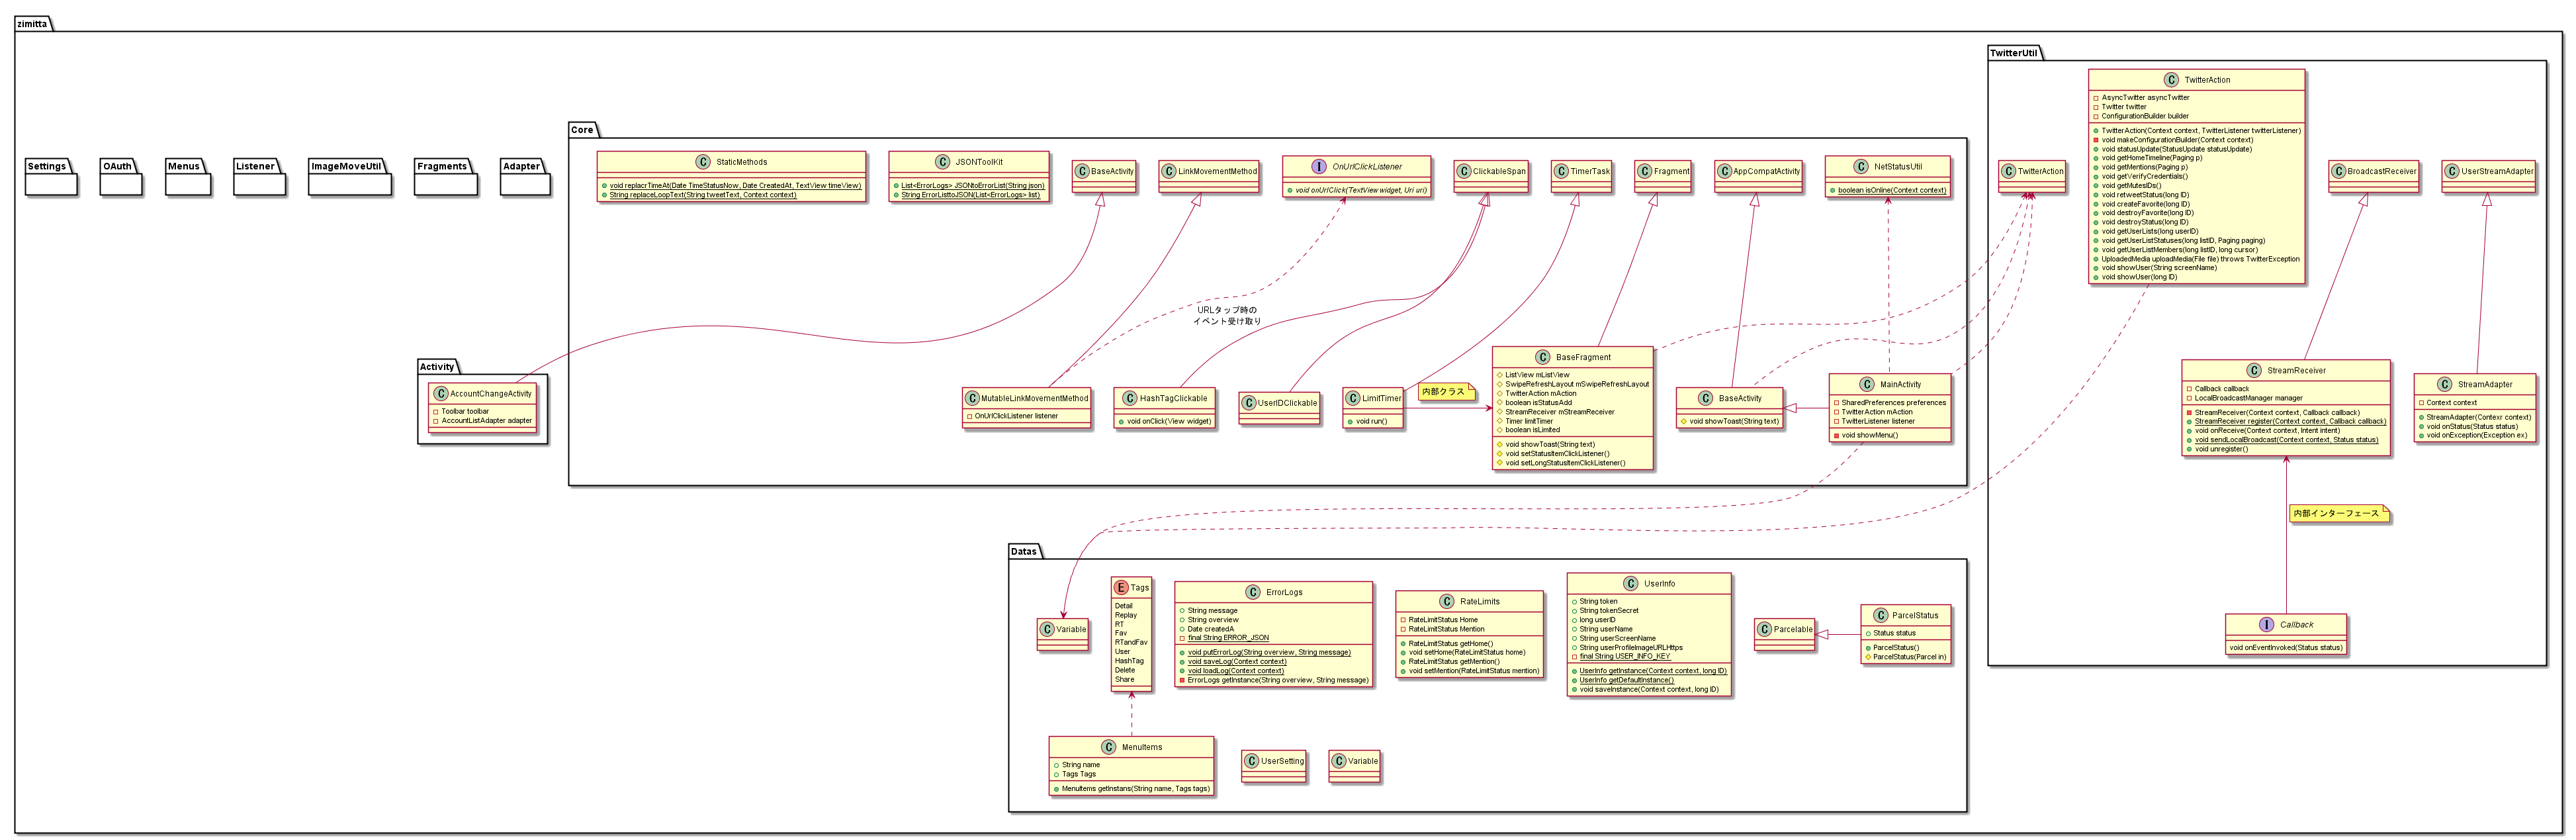 zimitta
TwitterUtil
C TwitterAction
AsyncTwitter asyncTwitter
Twitter twitter
ConfigurationBuilder builder
TwitterAction(Context context, TwitterListener twitterListener)
void makeConfigurationBuilder(Context context)
void statusUpdate(StatusUpdate statusUpdate)
void getHomeTimeline(Paging p)
void getMentions(Paging p)
void getVerifyCredentials()
void getMutesIDs()
void retweetStatus(long ID)
void createFavorite(long ID)
void destroyFavorite(long ID)
void destroyStatus(long ID)
void getUserLists(long userID)
void getUserListStatuses(long listID, Paging paging)
void getUserListMembers(long listID, long cursor)
UploadedMedia uploadMedia(File file) throws TwitterException
void showUser(String screenName)
void showUser(long ID)
C TwitterAction
C BroadcastReceiver
C UserStreamAdapter
C StreamReceiver
Callback callback
LocalBroadcastManager manager
StreamReceiver(Context context, Callback callback)
StreamReceiver register(Context context, Callback callback)
void onReceive(Context context, Intent intent)
void sendLocalBroadcast(Context context, Status status)
void unregister()
C StreamAdapter
Context context
StreamAdapter(Contexr context)
void onStatus(Status status)
void onException(Exception ex)
内部インターフェース
I Callback
void onEventInvoked(Status status)
Settings
OAuth
Menus
Listener
ImageMoveUtil
Fragments
Adapter
Core
C StaticMethods
void replacrTimeAt(Date TimeStatusNow, Date CreatedAt, TextView timeView)
String replaceLoopText(String tweetText, Context context)
C JSONToolKit
List<ErrorLogs> JSONtoErrorList(String json)
String ErrorListtoJSON(List<ErrorLogs> list)
C BaseActivity
C LinkMovementMethod
I OnUrlClickListener
void onUrlClick(TextView widget, Uri uri)
C ClickableSpan
C TimerTask
C Fragment
C AppCompatActivity
C NetStatusUtil
boolean isOnline(Context context)
URLタップ時の
イベント受け取り
C MutableLinkMovementMethod
OnUrlClickListener listener
C HashTagClickable
void onClick(View widget)
C UserIDClickable
C LimitTimer
void run()
内部クラス
C BaseFragment
ListView mListView
SwipeRefreshLayout mSwipeRefreshLayout
TwitterAction mAction
boolean isStatusAdd
StreamReceiver mStreamReceiver
Timer limitTimer
boolean isLimited
void showToast(String text)
void setStatusItemClickListener()
void setLongStatusItemClickListener()
C BaseActivity
void showToast(String text)
C MainActivity
SharedPreferences preferences
TwitterAction mAction
TwitterListener listener
void showMenu()
Activity
C AccountChangeActivity
Toolbar toolbar
AccountListAdapter adapter
Datas
C Variable
E Tags
Detail
Replay
RT
Fav
RTandFav
User
HashTag
Delete
Share
C ErrorLogs
String message
String overview
Date createdA
final String ERROR_JSON
void putErrorLog(String overview, String message)
void saveLog(Context context)
void loadLog(Context context)
ErrorLogs getInstance(String overview, String message)
C RateLimits
RateLimitStatus Home
RateLimitStatus Mention
RateLimitStatus getHome()
void setHome(RateLimitStatus home)
RateLimitStatus getMention()
void setMention(RateLimitStatus mention)
C UserInfo
String token
String tokenSecret
long userID
String userName
String userScreenName
String userProfileImageURLHttps
final String USER_INFO_KEY
UserInfo getInstance(Context context, long ID)
UserInfo getDefaultInstance()
void saveInstance(Context context, long ID)
C Parcelable
C ParcelStatus
Status status
ParcelStatus()
ParcelStatus(Parcel in)
C MenuItems
String name
Tags Tags
MenuItems getInstans(String name, Tags tags)
C UserSetting
C Variable